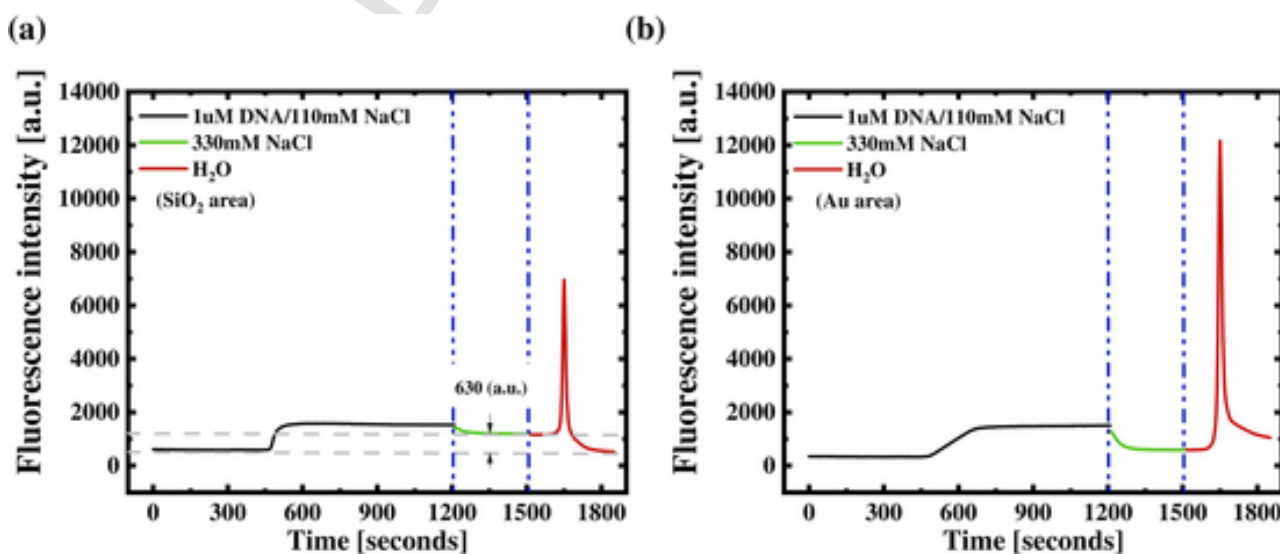 (a)
14000
12000
10000
8000
6000
4000
2000
0
Fluorescence intensity [a.u.]
1uM DNA/110mM NaCl
330mM NaCl
H₂O
(SiO₂ area)
630 (a.u.)
0 300 600 900 1200 1500 1800
Time [seconds]
(b)
14000
12000
10000
8000
6000
4000
2000
0
Fluorescence intensity [a.u.]
1uM DNA/110mM NaCl
330mM NaCl
H₂O
(Au area)
0 300 600 900 1200 1500 1800
Time [seconds]